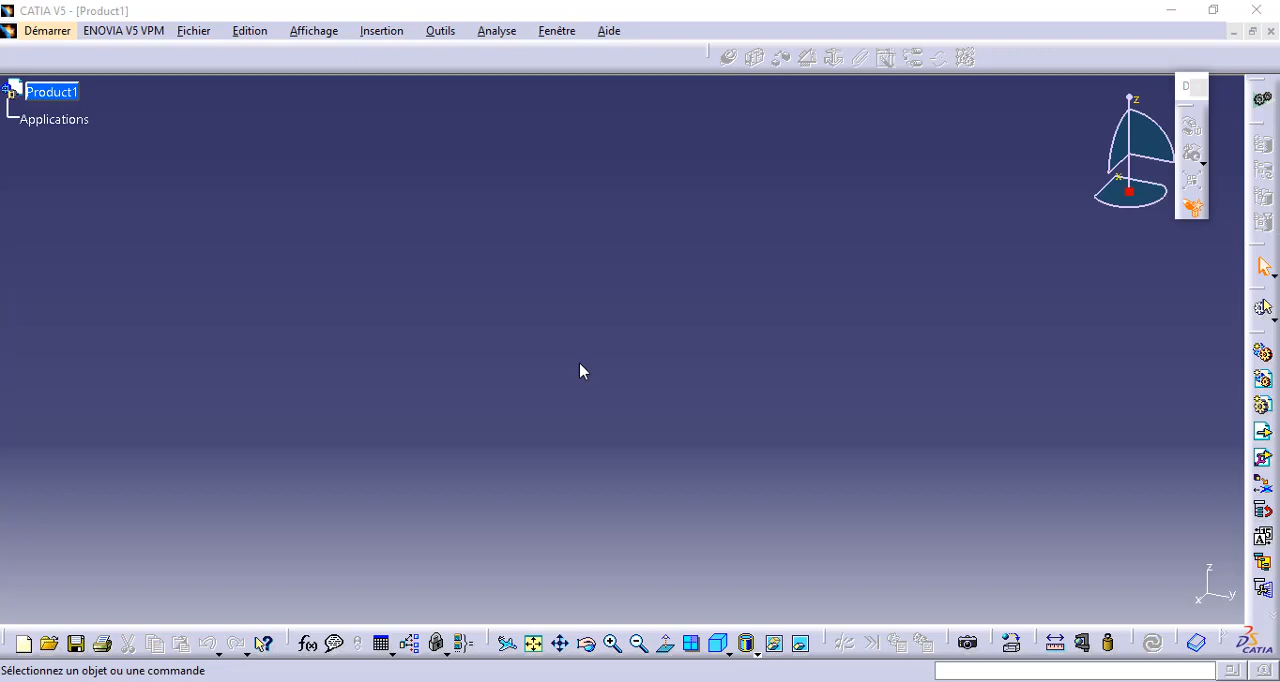 CATIA V5 - [Product1]
Démarrer ENOVIA V5 VPM Fichier Edition Affichage Insertion Outils Analyse Fenêtre Aide
Product1
Applications
D
z
x
z
x y
f(x)
CATIA
Sélectionnez un objet ou une commande